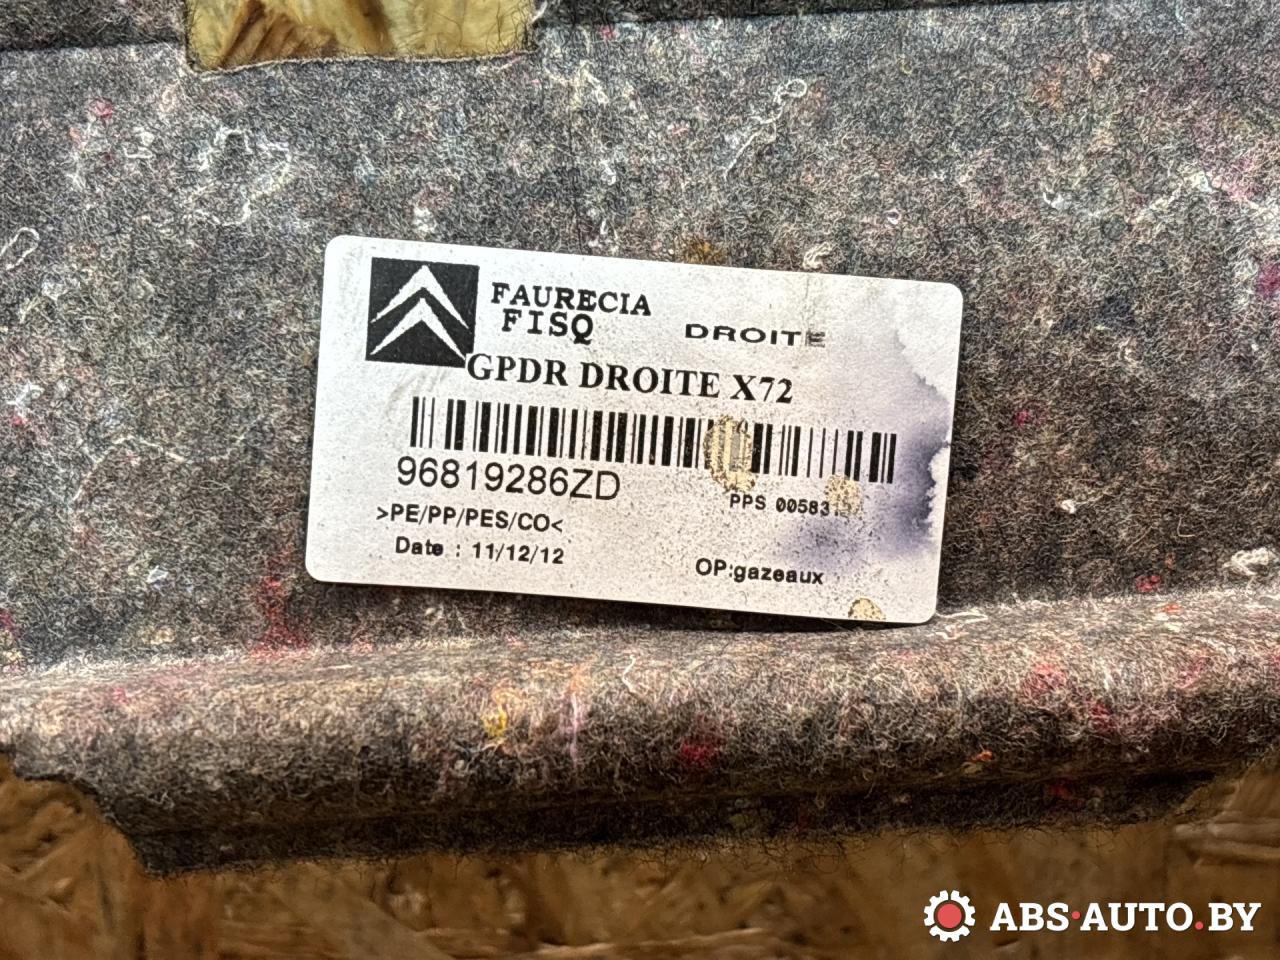 FAURECIA
FISQ
DROITE
GPDR DROITE X72
96819286ZD
PPS
>PE/PP/PES/CO<
Date : 11/12/12
OP:gazeaux
ABS·AUTO.BY